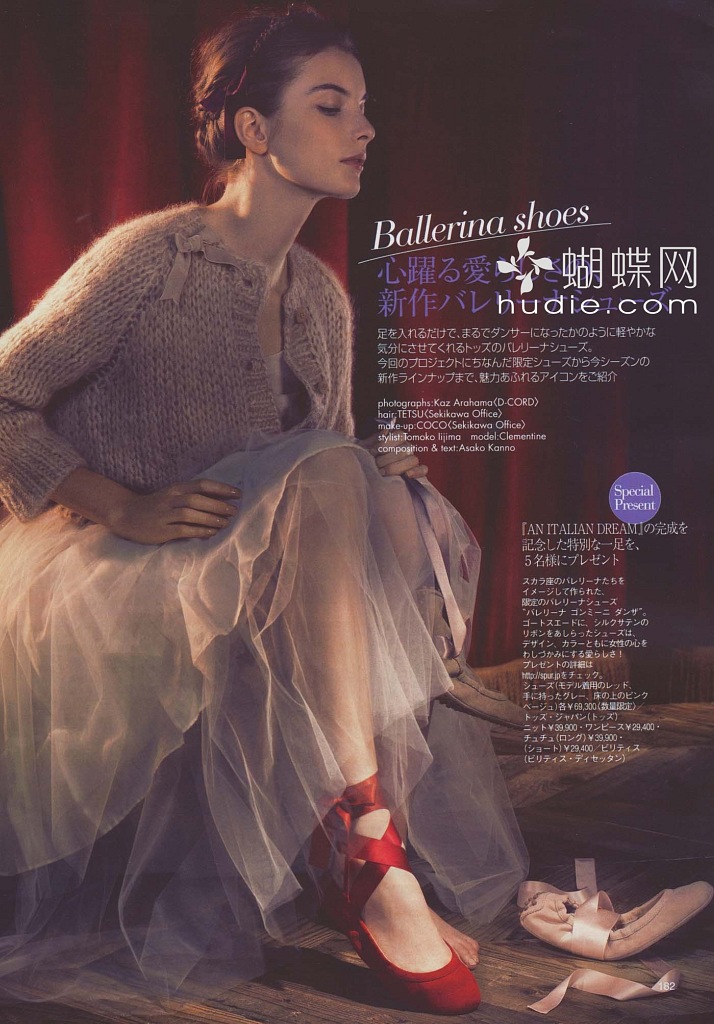 Ballerina shoes
心躍る愛らしさ
新作バレリーナシューズ
蝴蝶网
hudie.com
足を入れるだけで、まるでダンサーになったかのように軽やかな
気分にさせてくれるトッズのバレリーナシューズ。
今回のプロジェクトにちなんだ限定シューズから今シーズンの
新作ラインナップまで、魅力あふれるアイコンをご紹介
photographs:Kaz Arahama〈D-CORD〉
hair:TETSU〈Sekikawa Office〉
make-up:COCO〈Sekikawa Office〉
stylist:Tomoko Iijima model:Clementine
composition & text:Asako Kanno
Special
Present
『AN ITALIAN DREAM』の完成を
記念した特別な一足を、
5名様にプレゼント
スカラ座のバレリーナたちを
イメージして作られた、
限定のバレリーナシューズ
“バレリーナ ゴンミーニ ダンザ”。
ゴートスエードに、シルクサテンの
リボンをあしらったシューズは、
デザイン、カラーともに女性の心を
わしづかみにする愛らしさ!
プレゼントの詳細は
http://spur.jpをチェック。
シューズ(モデル着用のレッド、
手に持ったグレー、床の上のピンク
ベージュ)各¥69,300〈数量限定〉/
トッズ・ジャパン(トッズ)
ニット¥39,900・ワンピース¥29,400・
チュチュ(ロング)¥39,900・
(ショート)¥29,400/ビリティス
(ビリティス・ディセッタン)
182